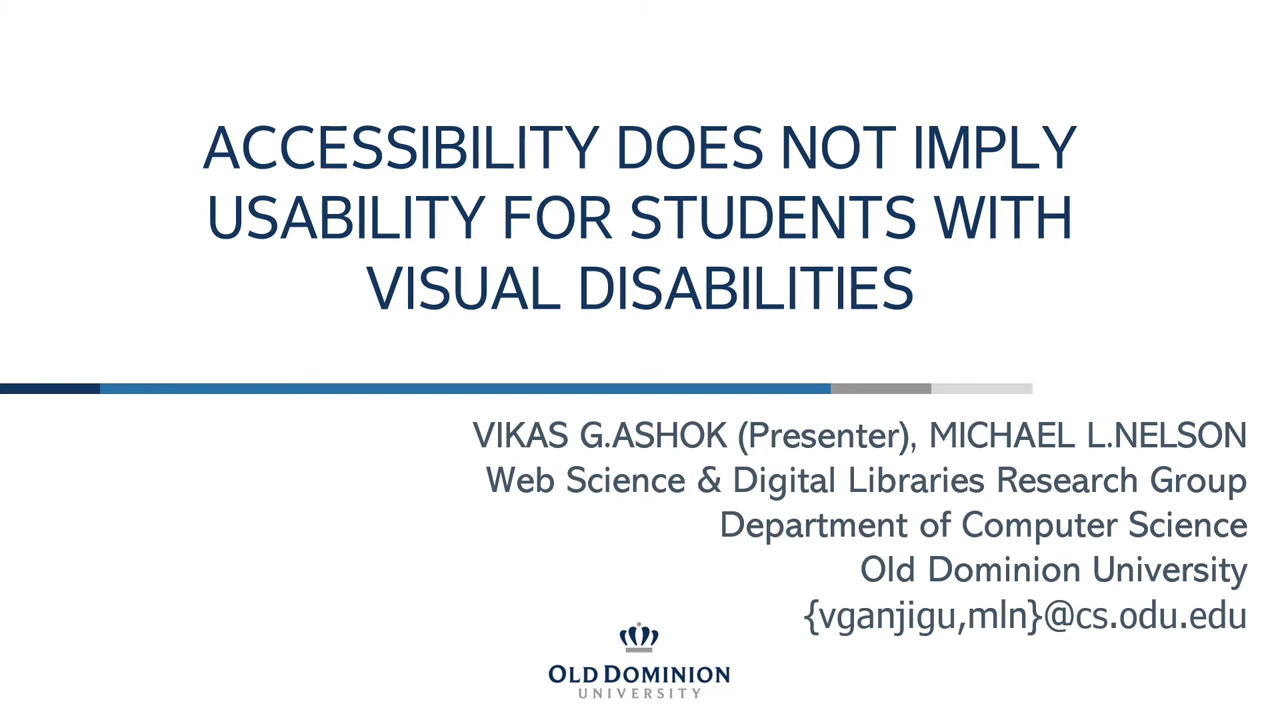 ACCESSIBILITY DOES NOT IMPLY
USABILITY FOR STUDENTS WITH
VISUAL DISABILITIES
VIKAS G.ASHOK (Presenter), MICHAEL L.NELSON
Web Science & Digital Libraries Research Group
Department of Computer Science
Old Dominion University
{vganjigu,mln}@cs.odu.edu
OLD DOMINION
UNIVERSITY